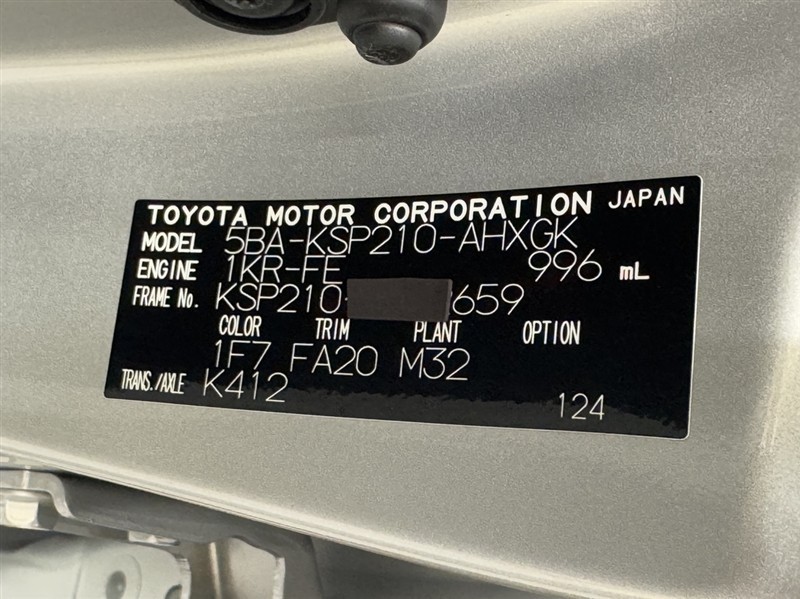 TOYOTA MOTOR CORPORATION JAPAN
MODEL 5BA-KSP210-AHXGK
ENGINE 1KR-FE 996 mL
FRAME No. KSP210- 659
COLOR TRIM PLANT OPTION
1F7 FA20 M32
TRANS./AXLE K412
124